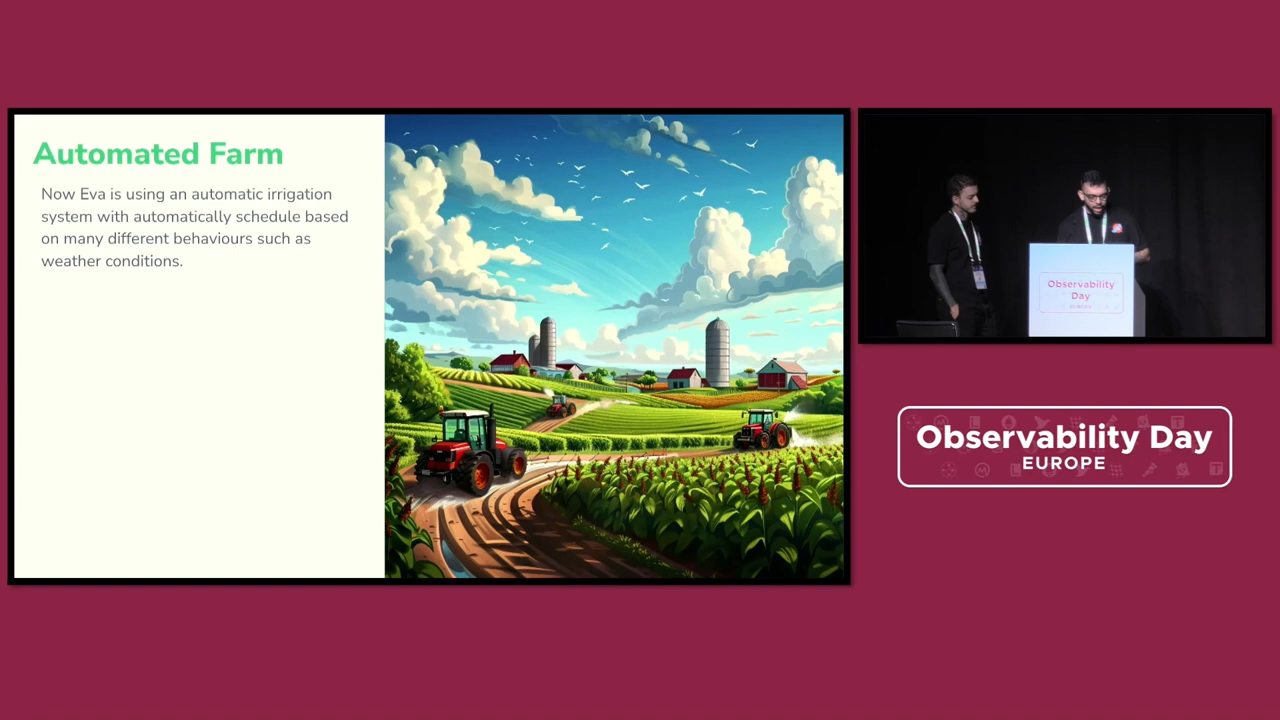 Automated Farm
Now Eva is using an automatic irrigation
system with automatically schedule based
on many different behaviours such as
weather conditions.
Observability
Day
EUROPE
Observability Day
EUROPE